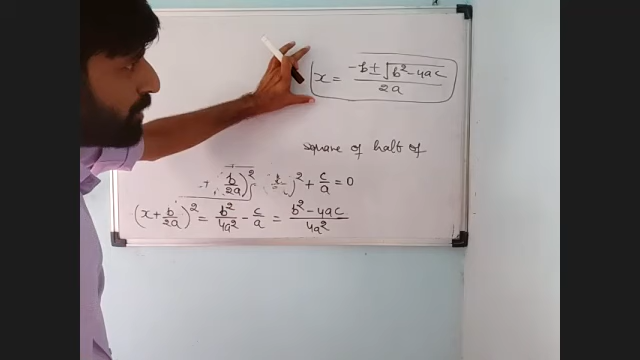 x = -b ± √b² - 4ac / 2a
square of half of
b/2a)² )² + c/a = 0
(x + b/2a)² = b²/4a² - c/a = b² - 4ac / 4a²